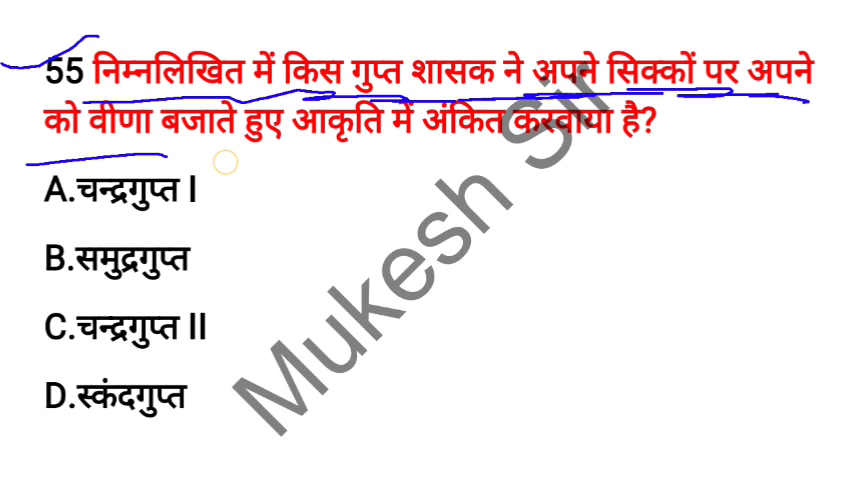 55 निम्नलिखित में किस गुप्त शासक ने अपने सिक्कों पर अपने
को वीणा बजाते हुए आकृति में अंकित करवाया है?
A.चन्द्रगुप्त I
B.समुद्रगुप्त
C.चन्द्रगुप्त II
D.स्कंदगुप्त
Mukesh Sir